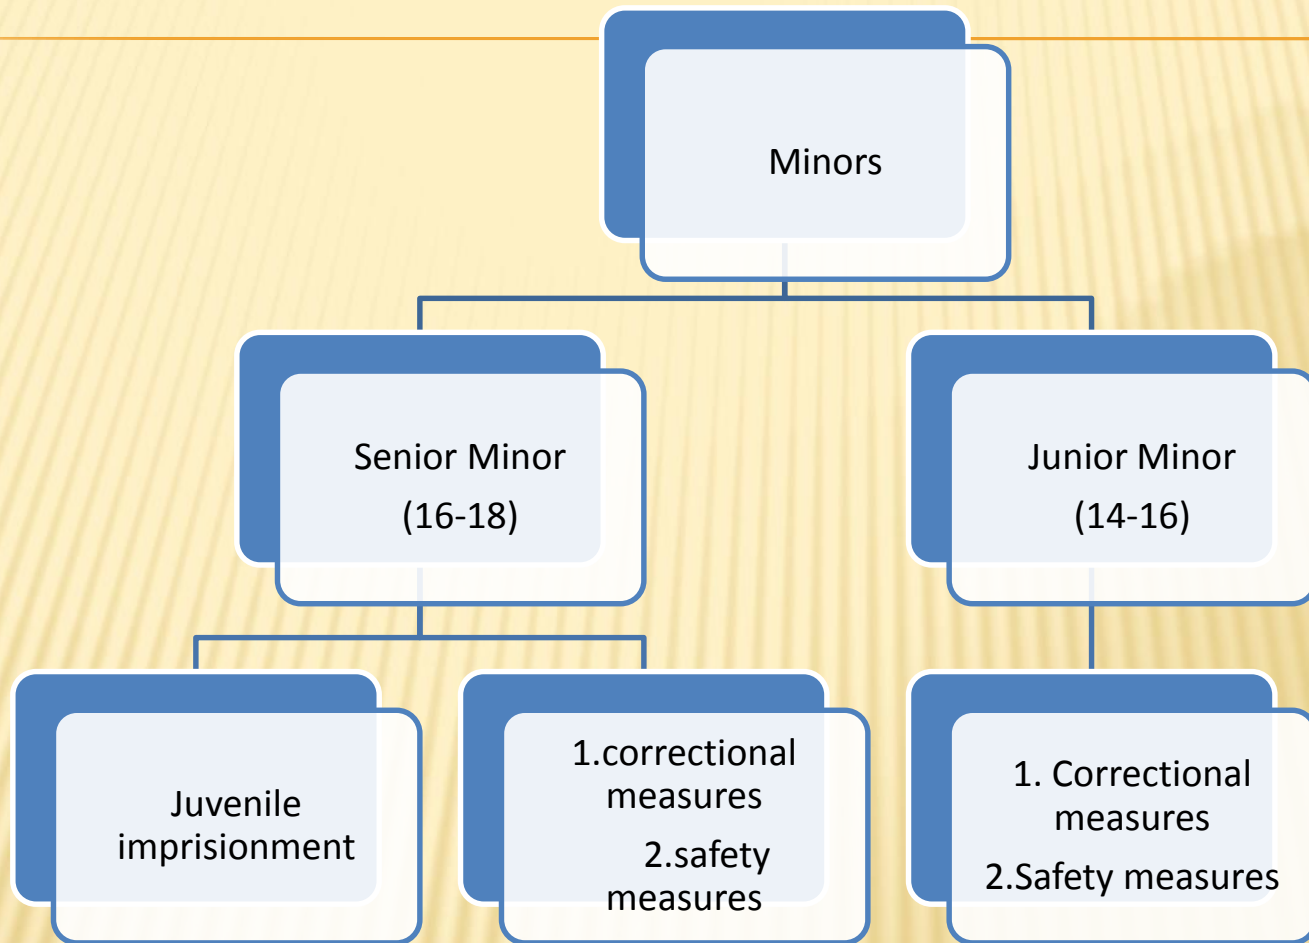 Minors
Senior Minor
(16-18)
Junior Minor
(14-16)
Juvenile
imprisionment
1.correctional
measures
2.safety
measures
1. Correctional
measures
2.Safety measures